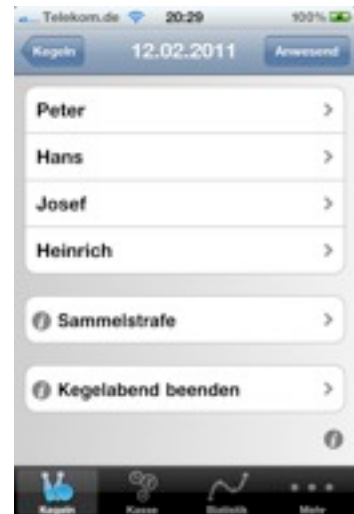 Telekom.de 20:29 100%
Kegeln 12.02.2011 Anwesend
Peter
Hans
Josef
Heinrich
Sammelstrafe
Kegelabend beenden
Kegeln Kasse Statistik Mehr